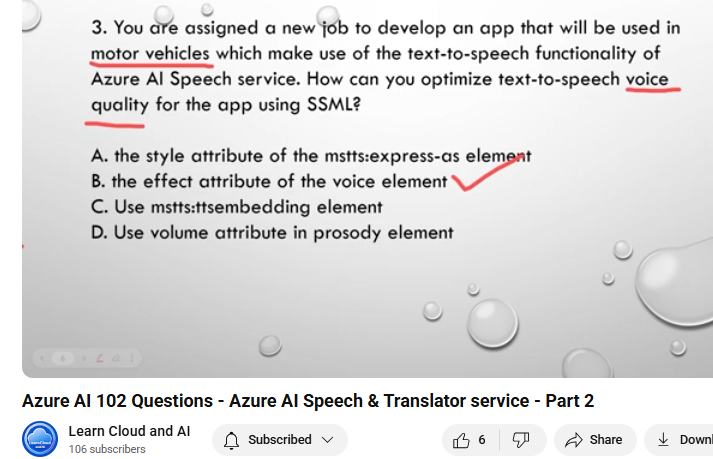 3. You are assigned a new job to develop an app that will be used in
motor vehicles which make use of the text-to-speech functionality of
Azure AI Speech service. How can you optimize text-to-speech voice
quality for the app using SSML?
A. the style attribute of the mstts:express-as element
B. the effect attribute of the voice element
C. Use mstts:ttsembedding element
D. Use volume attribute in prosody element
Azure AI 102 Questions - Azure AI Speech & Translator service - Part 2
Learn Cloud and AI
106 subscribers
Subscribed
6
Share
Downl